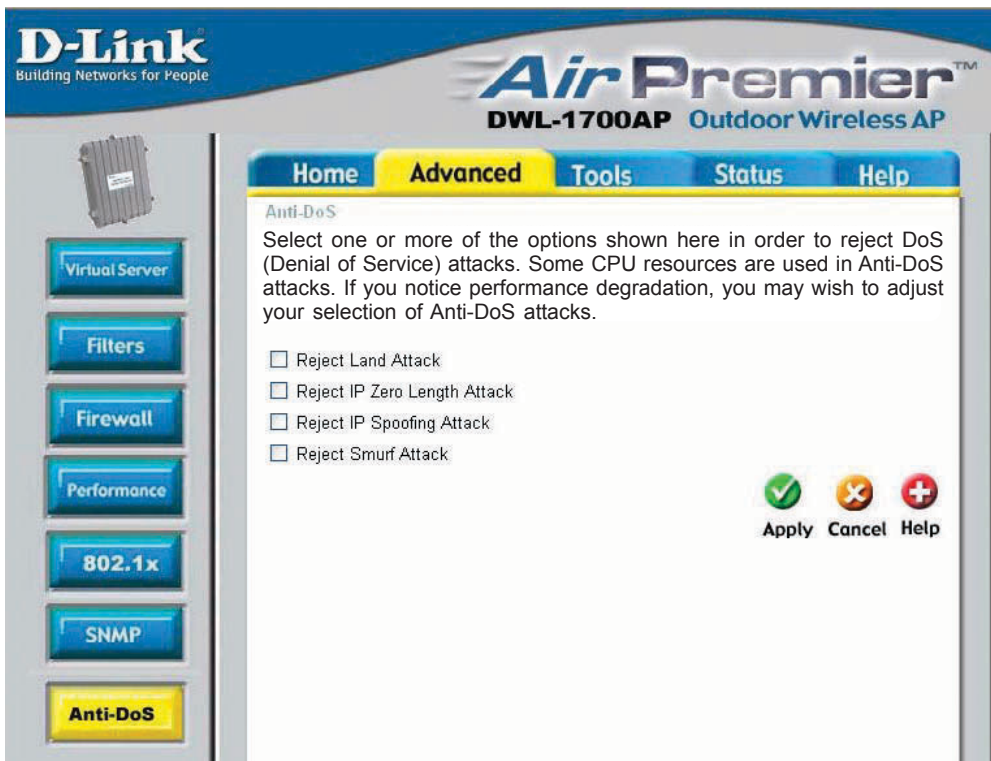 D-Link
Building Networks for People
Air Premier™
DWL-1700AP Outdoor Wireless AP
Home
Advanced
Tools
Status
Help
Virtual Server
Filters
Firewall
Performance
802.1x
SNMP
Anti-DoS
Anti-DoS
Select one or more of the options shown here in order to reject DoS
(Denial of Service) attacks. Some CPU resources are used in Anti-DoS
attacks. If you notice performance degradation, you may wish to adjust
your selection of Anti-DoS attacks.
Reject Land Attack
Reject IP Zero Length Attack
Reject IP Spoofing Attack
Reject Smurf Attack
Apply
Cancel
Help